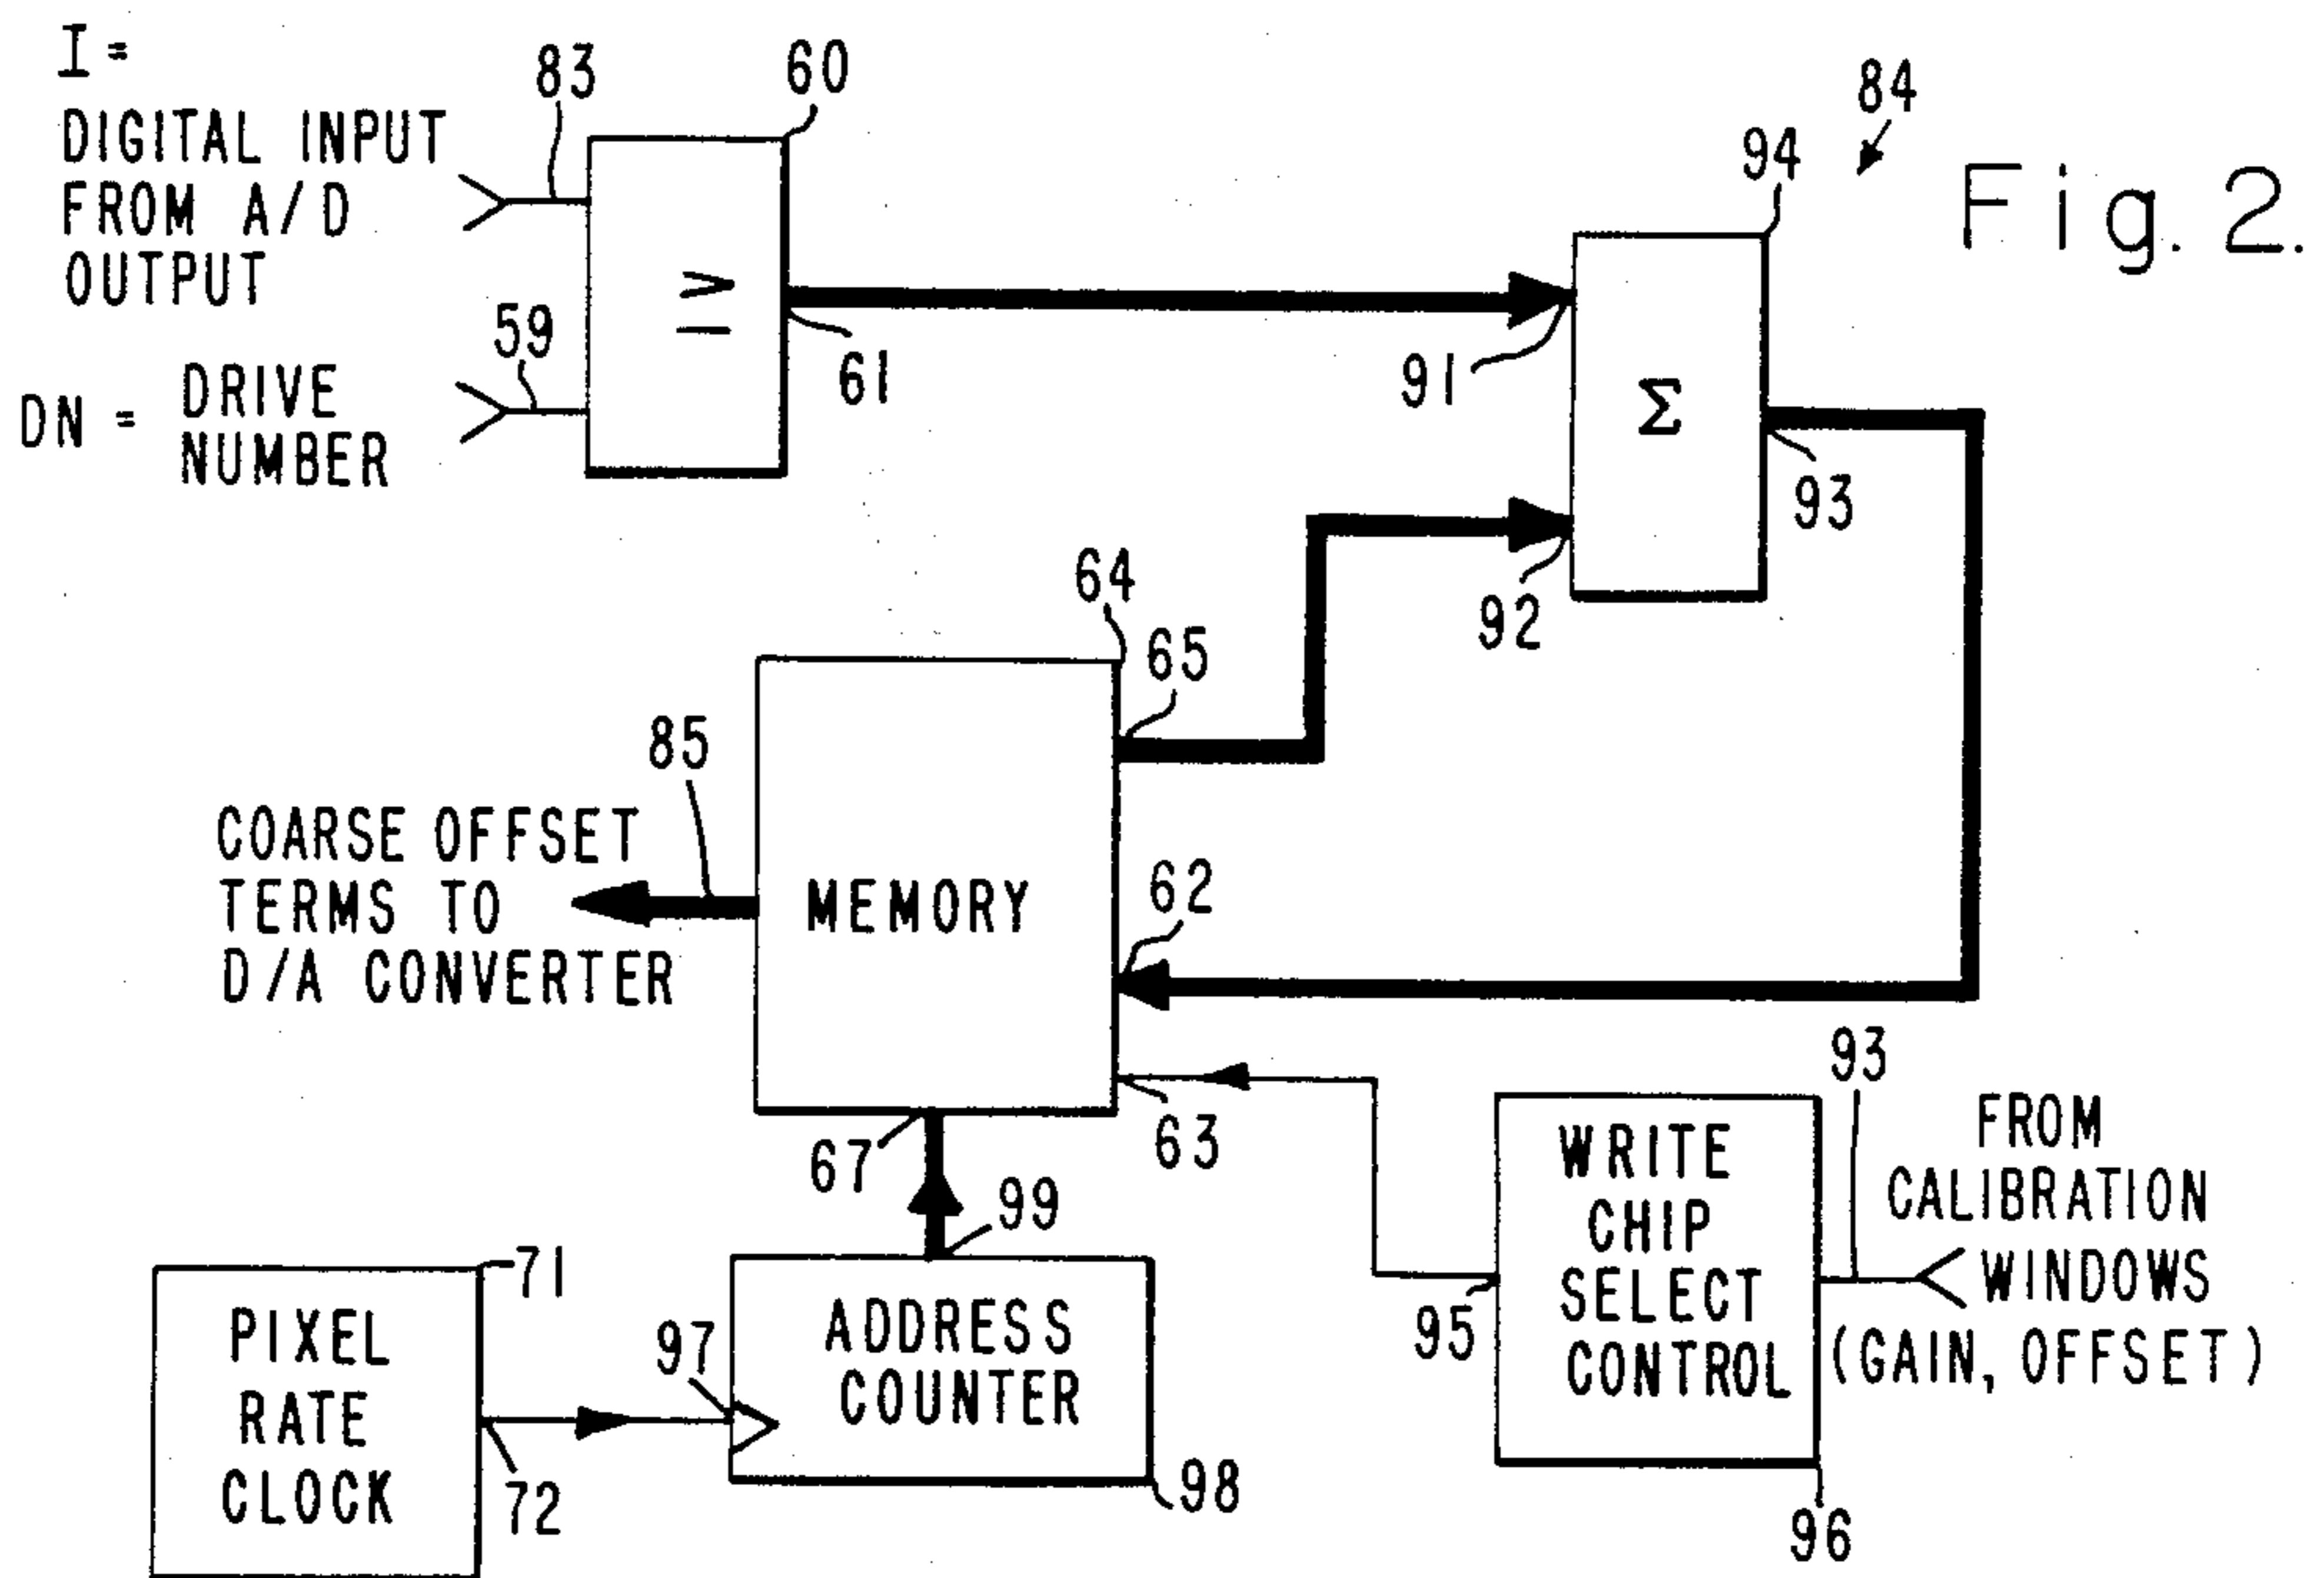 I =
DIGITAL INPUT
FROM A/D
OUTPUT
83
60
84
94
Fig. 2.
≥
59
61
91
Σ
DN = DRIVE
NUMBER
93
92
64
65
85
COARSE OFFSET
TERMS TO
D/A CONVERTER
MEMORY
62
93
67
63
99
WRITE
CHIP
SELECT
CONTROL
FROM
CALIBRATION
WINDOWS
(GAIN, OFFSET)
95
71
PIXEL
RATE
CLOCK
97
ADDRESS
COUNTER
72
98
96